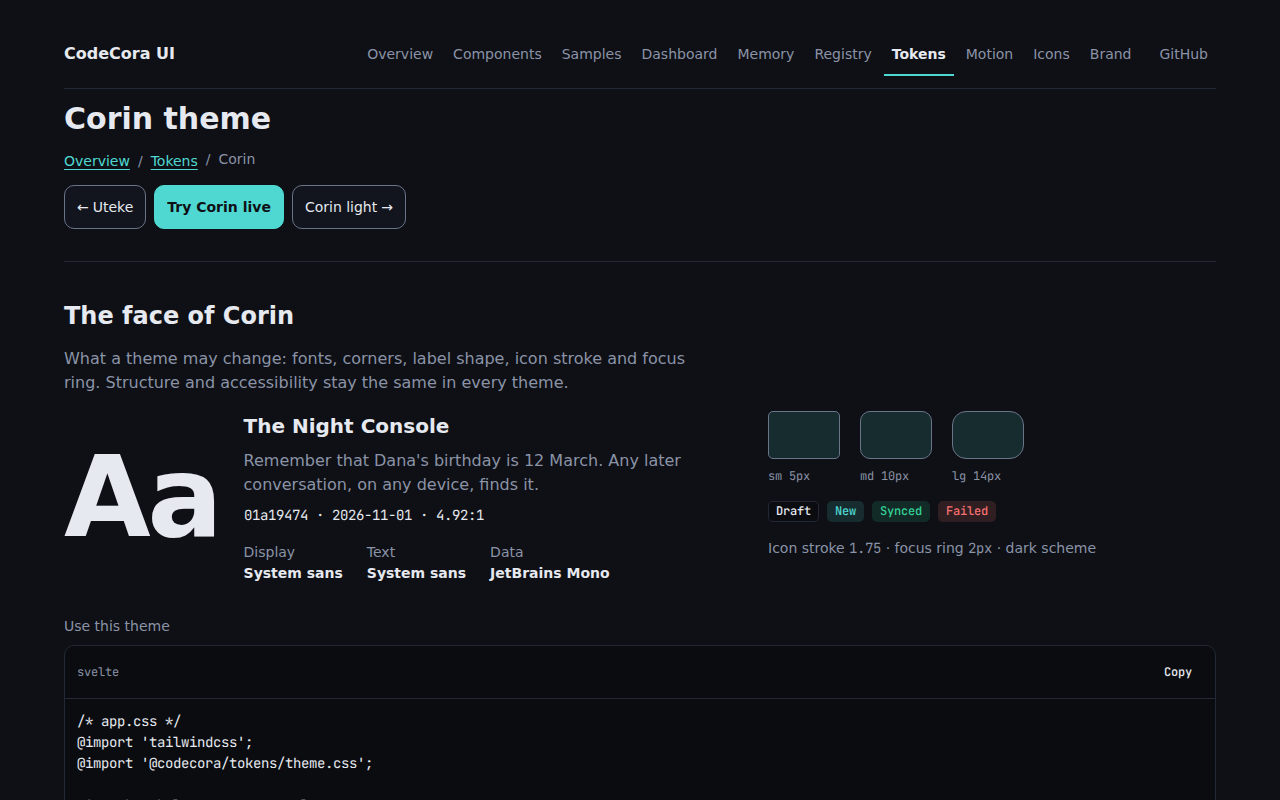 CodeCora UI
Overview Components Samples Dashboard Memory Registry Tokens Motion Icons Brand GitHub
Corin theme
Overview / Tokens / Corin
← Uteke
Try Corin live
Corin light →
The face of Corin
What a theme may change: fonts, corners, label shape, icon stroke and focus
ring. Structure and accessibility stay the same in every theme.
Aa
The Night Console
Remember that Dana's birthday is 12 March. Any later
conversation, on any device, finds it.
01a19474 · 2026-11-01 · 4.92:1
Display Text Data
System sans System sans JetBrains Mono
sm 5px md 10px lg 14px
Draft New Synced Failed
Icon stroke 1.75 · focus ring 2px · dark scheme
Use this theme
svelte
Copy
/* app.css */
@import 'tailwindcss';
@import '@codecora/tokens/theme.css';